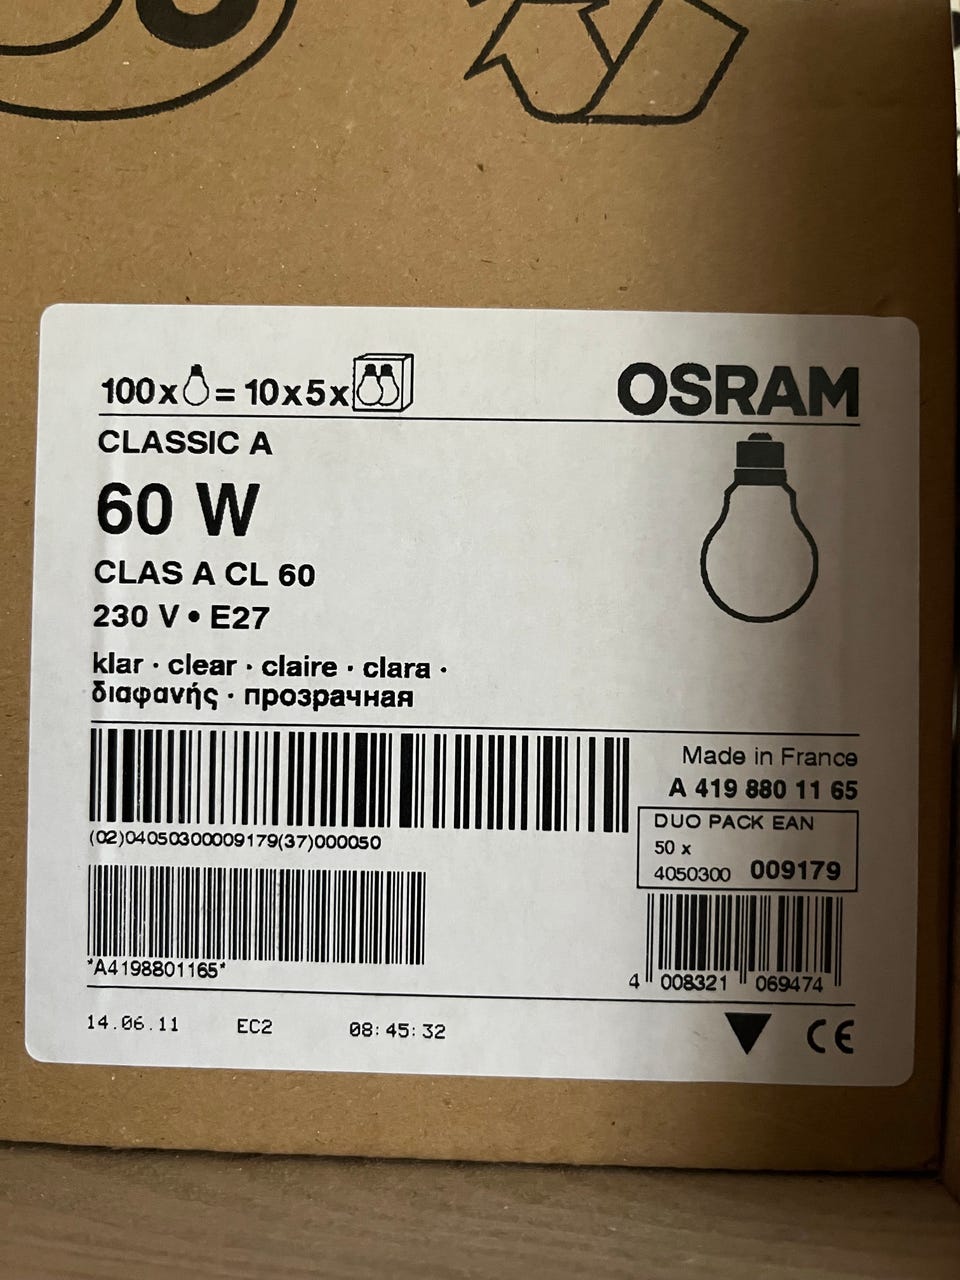 100x = 10x5x
OSRAM
CLASSIC A
60 W
CLAS A CL 60
230 V • E27
klar · clear · claire · clara ·
διαφανής · прозрачная
Made in France
A 419 880 11 65
(02)04050300009179(37)000050
DUO PACK EAN
50 x
4050300 009179
*A4198801165*
4 008321 069474
14.06.11 EC2 08:45:32
CE